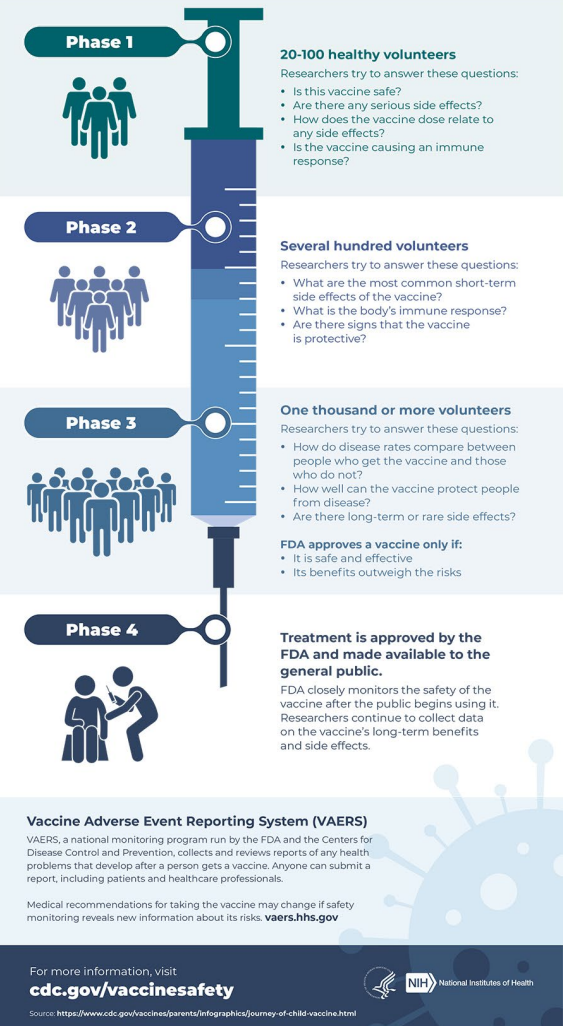 Phase 1
20-100 healthy volunteers
Researchers try to answer these questions:
• Is this vaccine safe?
• Are there any serious side effects?
• How does the vaccine dose relate to
any side effects?
• Is the vaccine causing an immune
response?
Phase 2
Several hundred volunteers
Researchers try to answer these questions:
• What are the most common short-term
side effects of the vaccine?
• What is the body's immune response?
• Are there signs that the vaccine
is protective?
Phase 3
One thousand or more volunteers
Researchers try to answer these questions:
• How do disease rates compare between
people who get the vaccine and those
who do not?
• How well can the vaccine protect people
from disease?
• Are there long-term or rare side effects?
FDA approves a vaccine only if:
• It is safe and effective
• Its benefits outweigh the risks
Phase 4
Treatment is approved by the
FDA and made available to the
general public.
FDA closely monitors the safety of the
vaccine after the public begins using it.
Researchers continue to collect data
on the vaccine's long-term benefits
and side effects.
Vaccine Adverse Event Reporting System (VAERS)
VAERS, a national monitoring program run by the FDA and the Centers for
Disease Control and Prevention, collects and reviews reports of any health
problems that develop after a person gets a vaccine. Anyone can submit a
report, including patients and healthcare professionals.
Medical recommendations for taking the vaccine may change if safety
monitoring reveals new information about its risks. vaers.hhs.gov
For more information, visit
cdc.gov/vaccinesafety
NIH National Institutes of Health
Source: https://www.cdc.gov/vaccines/parents/infographics/journey-of-child-vaccine.html